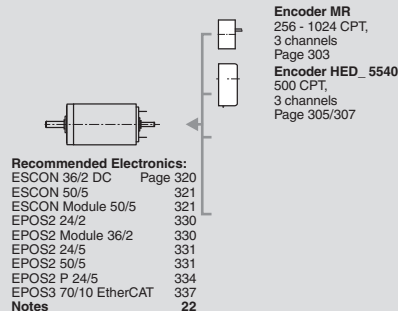 Encoder MR
256 - 1024 CPT,
3 channels
Page 303
Encoder HED_ 5540
500 CPT,
3 channels
Page 305/307
Recommended Electronics:
ESCON 36/2 DC Page 320
ESCON 50/5 321
ESCON Module 50/5 321
EPOS2 24/2 330
EPOS2 Module 36/2 330
EPOS2 24/5 331
EPOS2 50/5 331
EPOS2 P 24/5 334
EPOS3 70/10 EtherCAT 337
Notes 22